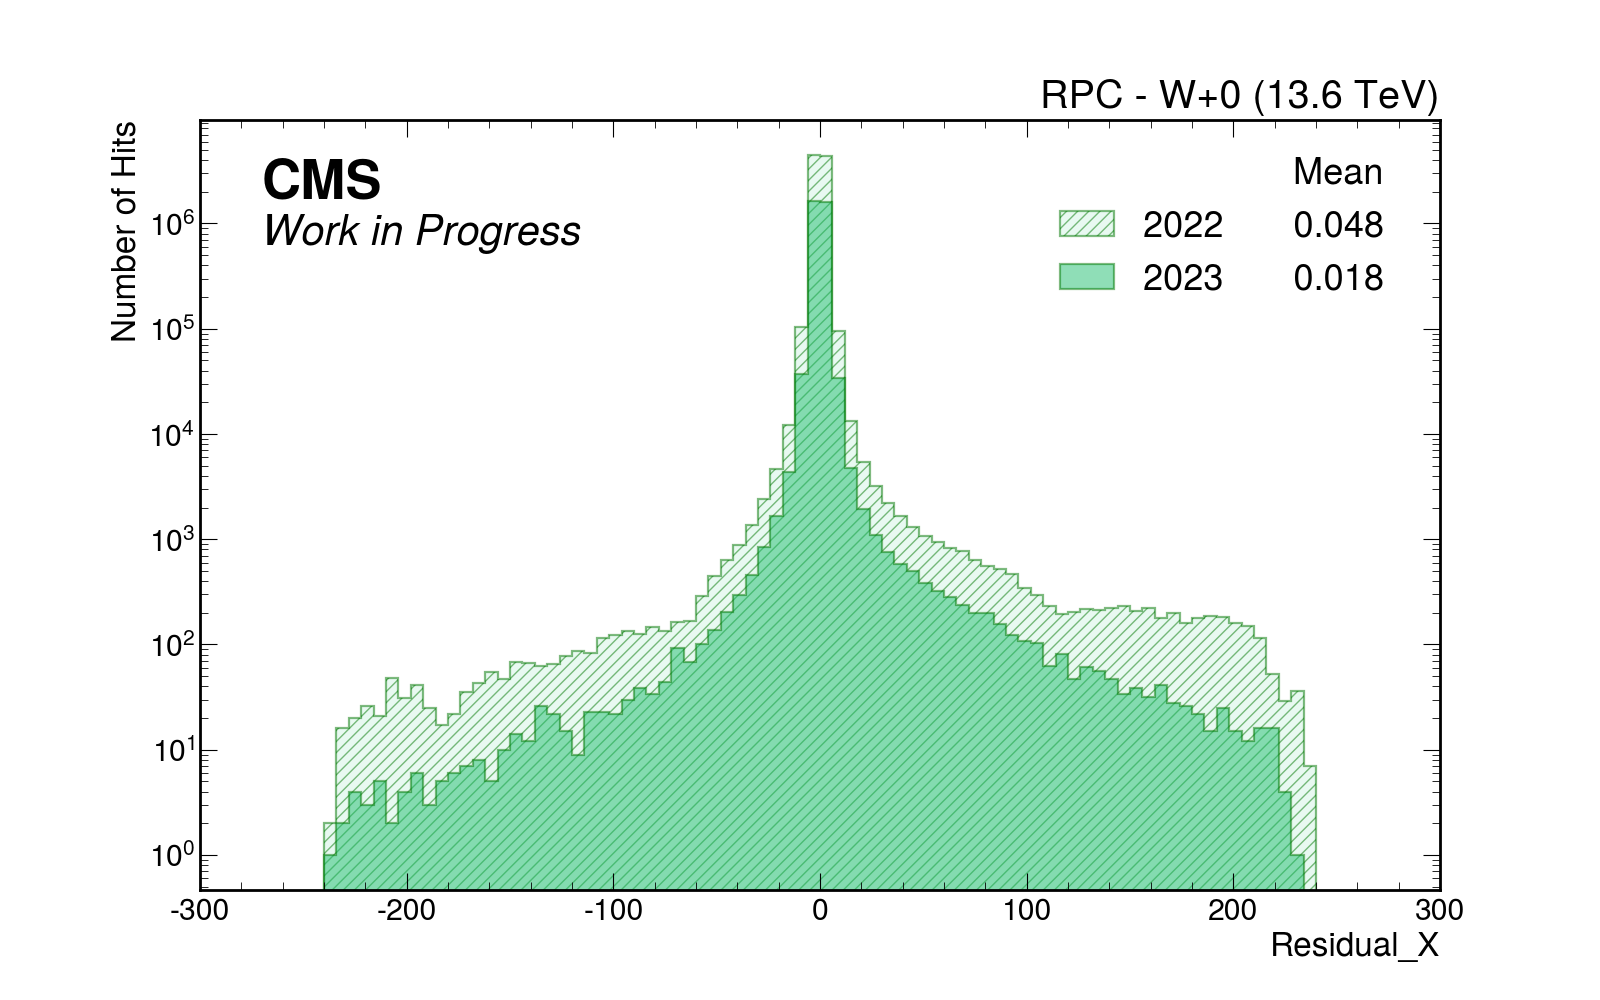 RPC - W+0 (13.6 TeV)
CMS
Work in Progress
Mean
2022 0.048
2023 0.018
Number of Hits
10^6
10^5
10^4
10^3
10^2
10^1
10^0
-300 -200 -100 0 100 200 300
Residual_X